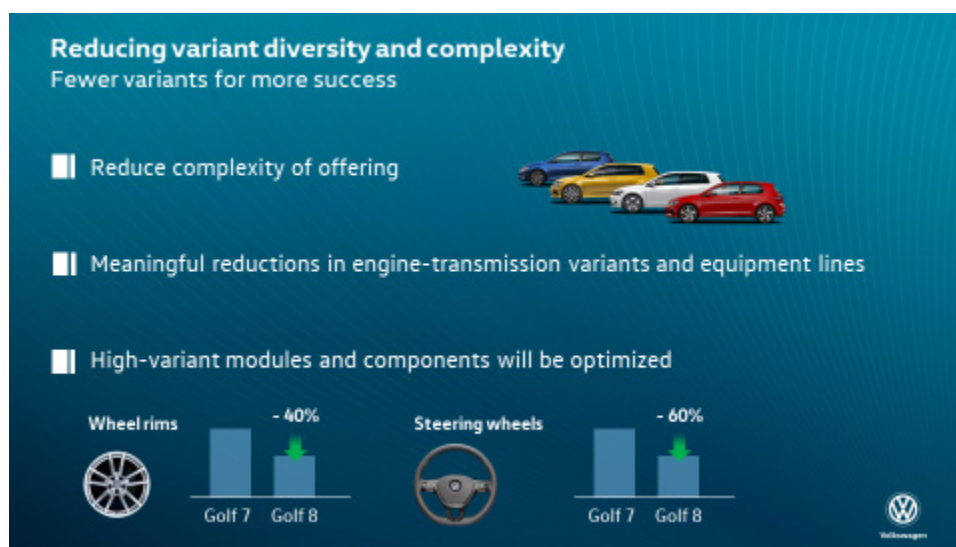 Reducing variant diversity and complexity
Fewer variants for more success
Reduce complexity of offering
Meaningful reductions in engine-transmission variants and equipment lines
High-variant modules and components will be optimized
Wheel rims
- 40%
Golf 7 Golf 8
Steering wheels
- 60%
Golf 7 Golf 8
Volkswagen